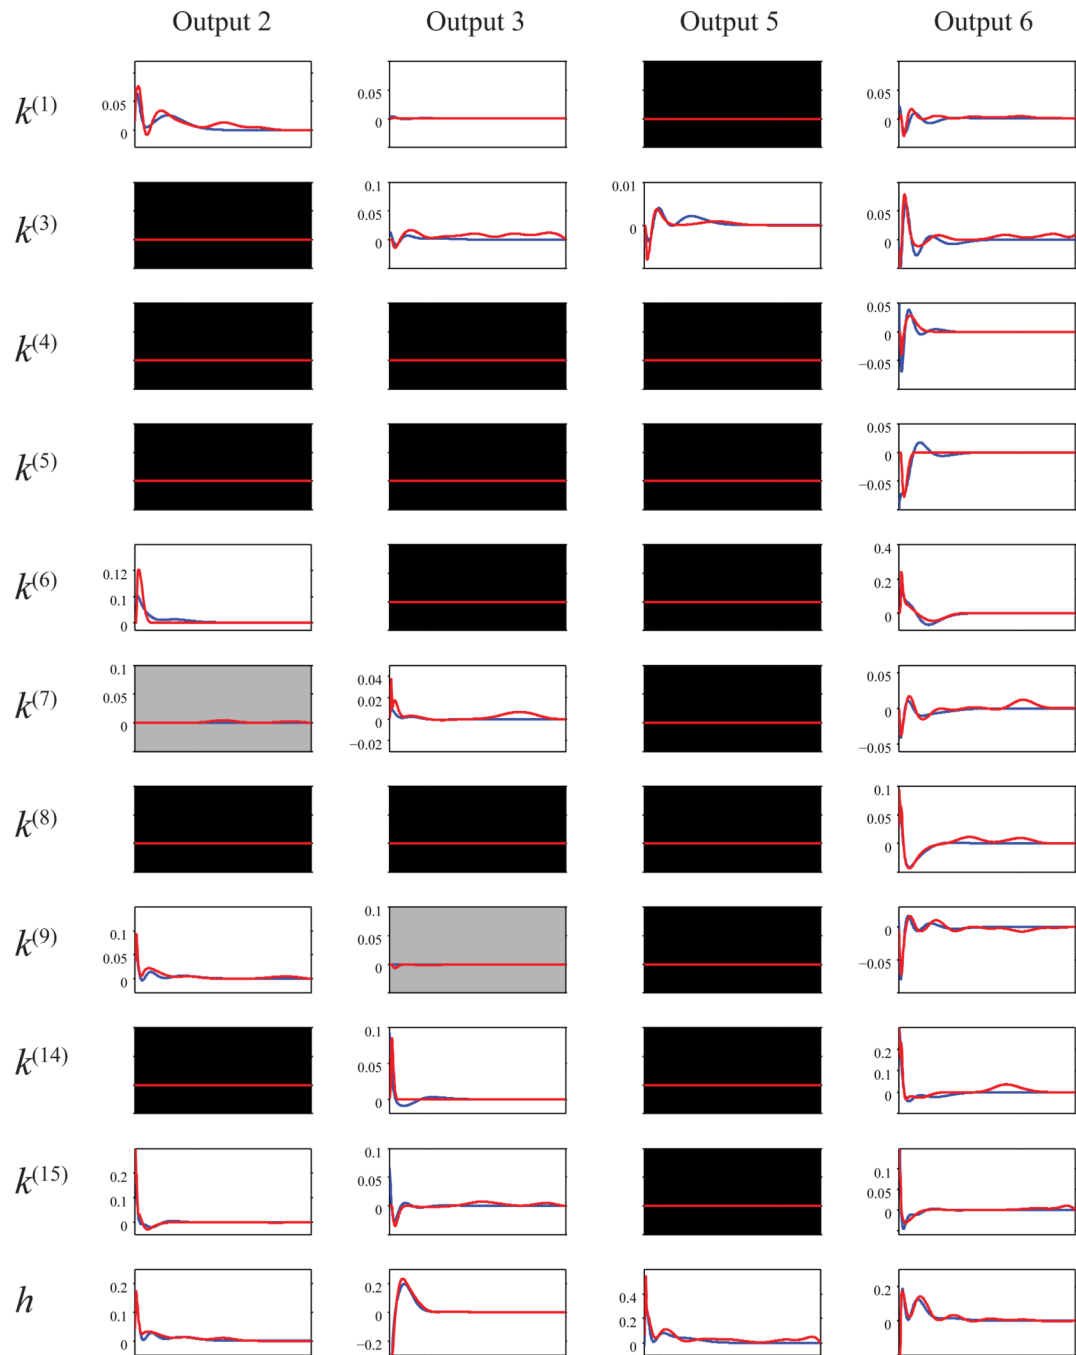 Output 2 Output 3 Output 5 Output 6
k(1) 0.05 0 0.05 0 0.05 0
k(3) 0.1 0.05 0 0.01 0 0.05 0
k(4) 0.05 0 −0.05
k(5) 0.05 −0.05
k(6) 0.12 0.1 0 0.4 0.2 0
k(7) 0.1 0.05 0 0.04 0.02 0 −0.02 0.05 0 −0.05
k(8) 0.1 0.05 0
k(9) 0.1 0.05 0 0.1 0.05 0 0 −0.05
k(14) 0.1 0.05 0 0.2 0.1 0
k(15) 0.2 0.1 0 0.1 0.05 0 0.1 0.05 0
h 0.2 0.1 0 0.2 0 −0.2 0.4 0.2 0 0.2 0